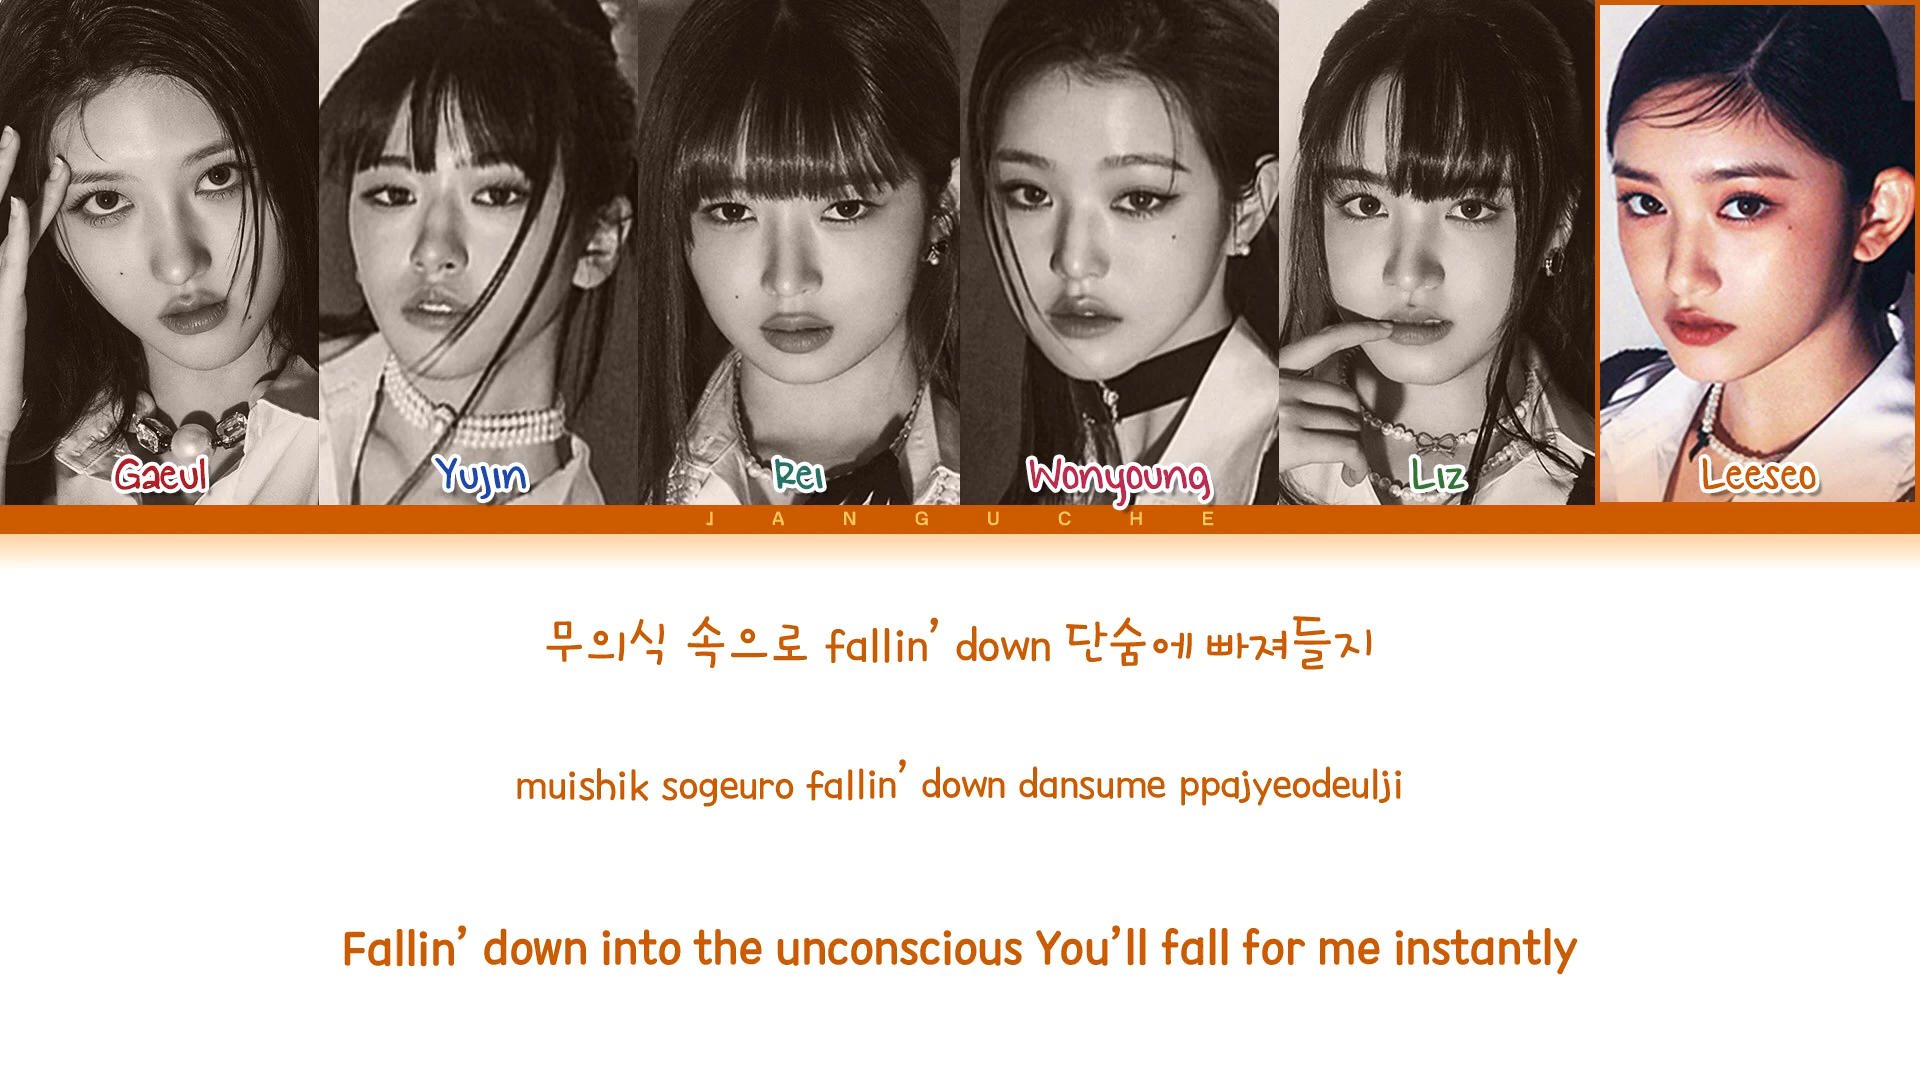 Gaeul Yujin Rei Wonyoung Liz Leeseo
JANGUCHE
무의식 속으로 fallin’ down 단숨에 빠져들지
muishik sogeuro fallin’ down dansume ppajyeodeulji
Fallin’ down into the unconscious You’ll fall for me instantly